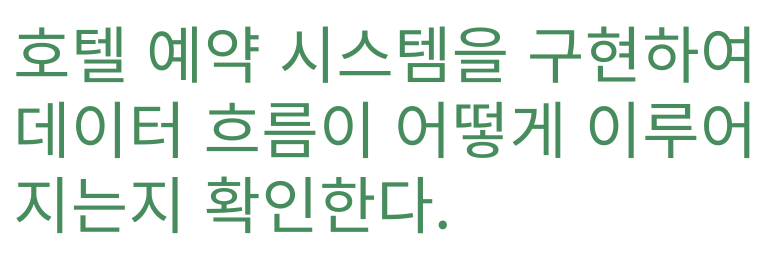 호텔 예약 시스템을 구현하여
데이터 흐름이 어떻게 이루어
지는지 확인한다.